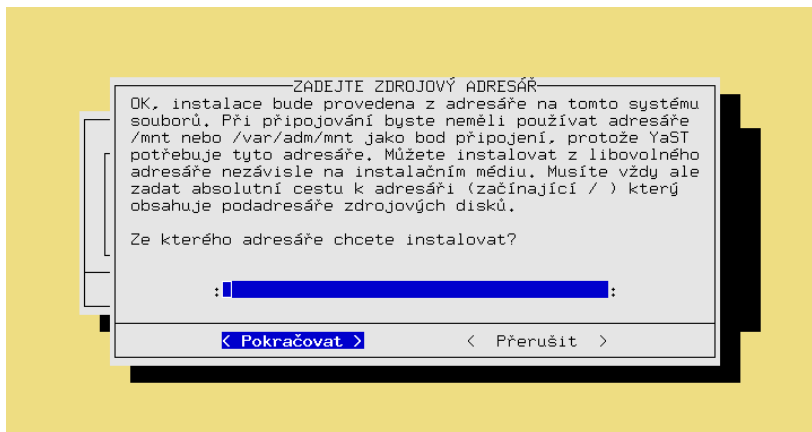 ZADEJTE ZDROJOVÝ ADRESÁŘ
OK, instalace bude provedena z adresáře na tomto systému
souborů. Při připojování byste neměli používat adresáře
/mnt nebo /var/adm/mnt jako bod připojení, protože YaST
potřebuje tyto adresáře. Můžete instalovat z libovolného
adresáře nezávisle na instalačním médiu. Musíte vždy ale
zadat absolutní cestu k adresáři (začínající / ) který
obsahuje podadresáře zdrojových disků.
Ze kterého adresáře chcete instalovat?
: :
< Pokračovat > < Přerušit >